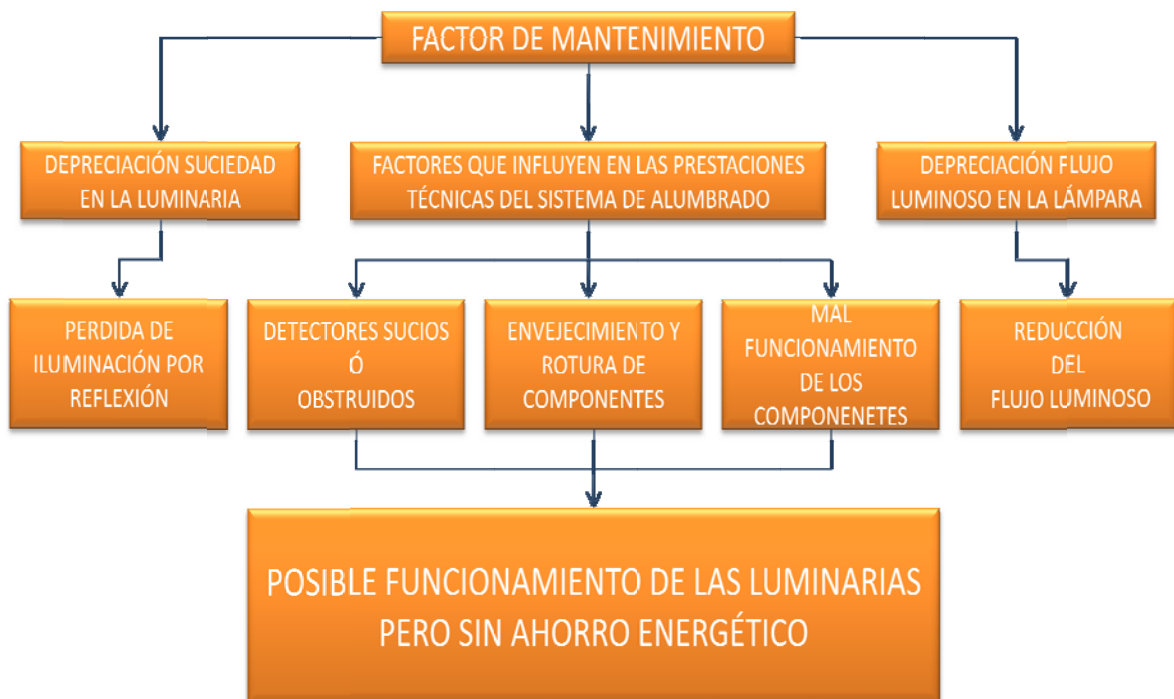 FACTOR DE MANTENIMIENTO
DEPRECIACIÓN SUCIEDAD
EN LA LUMINARIA
FACTORES QUE INFLUYEN EN LAS PRESTACIONES
TÉCNICAS DEL SISTEMA DE ALUMBRADO
DEPRECIACIÓN FLUJO
LUMINOSO EN LA LÁMPARA
PERDIDA DE
ILUMINACIÓN POR
REFLEXIÓN
DETECTORES SUCIOS
Ó
OBSTRUIDOS
ENVEJECIMIENTO Y
ROTURA DE
COMPONENTES
MAL
FUNCIONAMIENTO
DE LOS
COMPONENETES
REDUCCIÓN
DEL
FLUJO LUMINOSO
POSIBLE FUNCIONAMIENTO DE LAS LUMINARIAS
PERO SIN AHORRO ENERGÉTICO